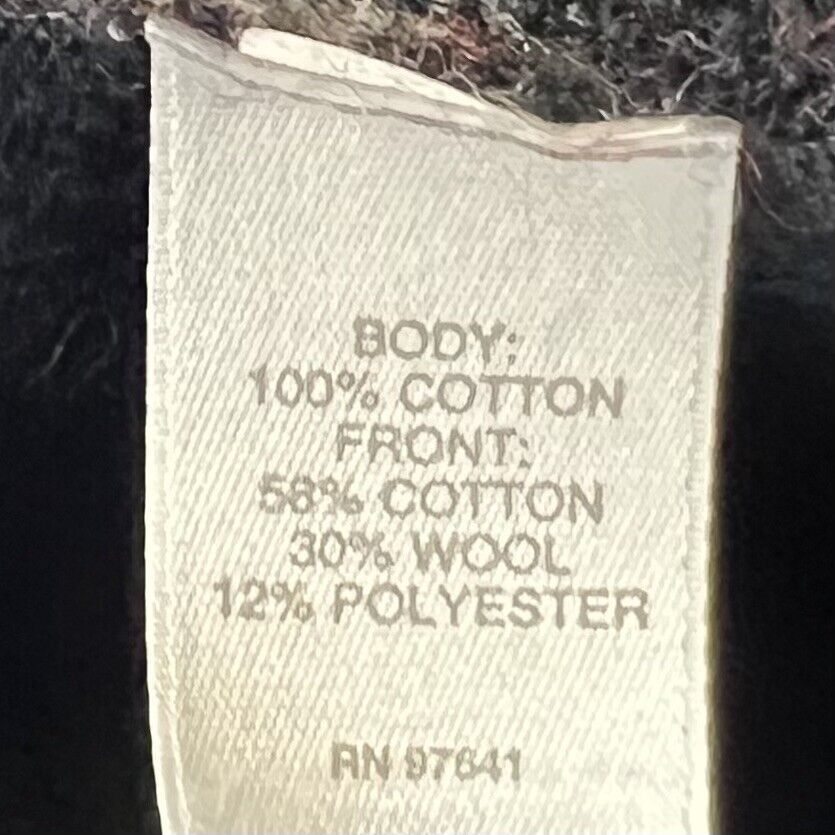 BODY:
100% COTTON
FRONT:
58% COTTON
30% WOOL
12% POLYESTER
RN 97641